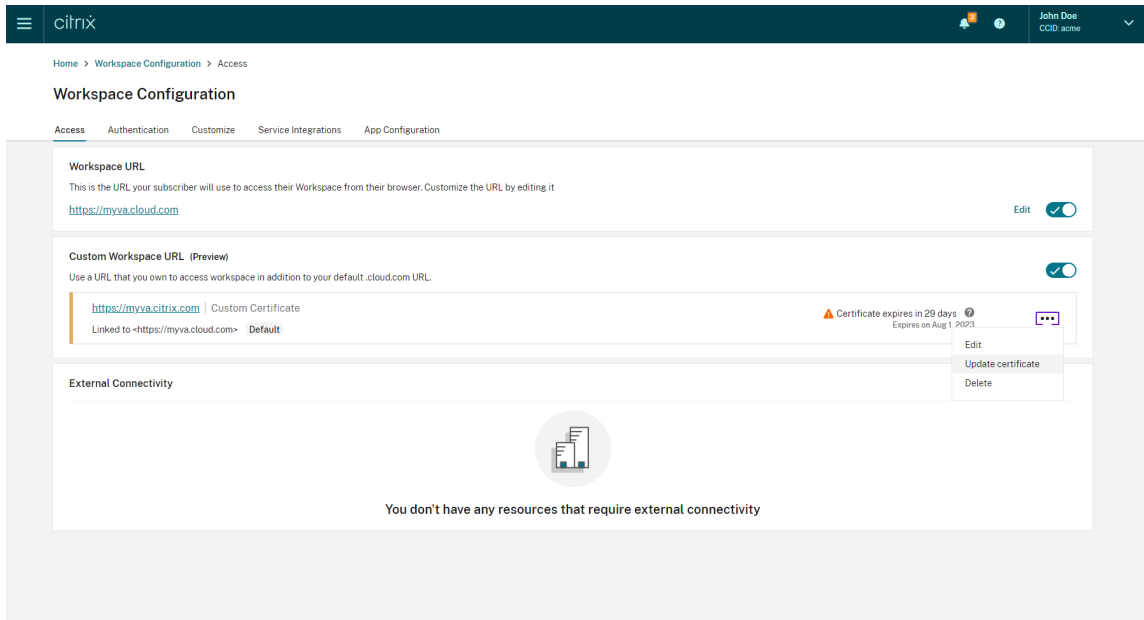 citrix
3
?
John Doe
CCID: acme
Home > Workspace Configuration > Access
Workspace Configuration
Access Authentication Customize Service Integrations App Configuration
Workspace URL
This is the URL your subscriber will use to access their Workspace from their browser. Customize the URL by editing it
https://myva.cloud.com
Edit
Custom Workspace URL (Preview)
Use a URL that you own to access workspace in addition to your default .cloud.com URL.
https://myva.citrix.com | Custom Certificate
Linked to <https://myva.cloud.com> Default
Certificate expires in 29 days ?
Expires on Aug 1, 2023
Edit
Update certificate
Delete
External Connectivity
You don't have any resources that require external connectivity